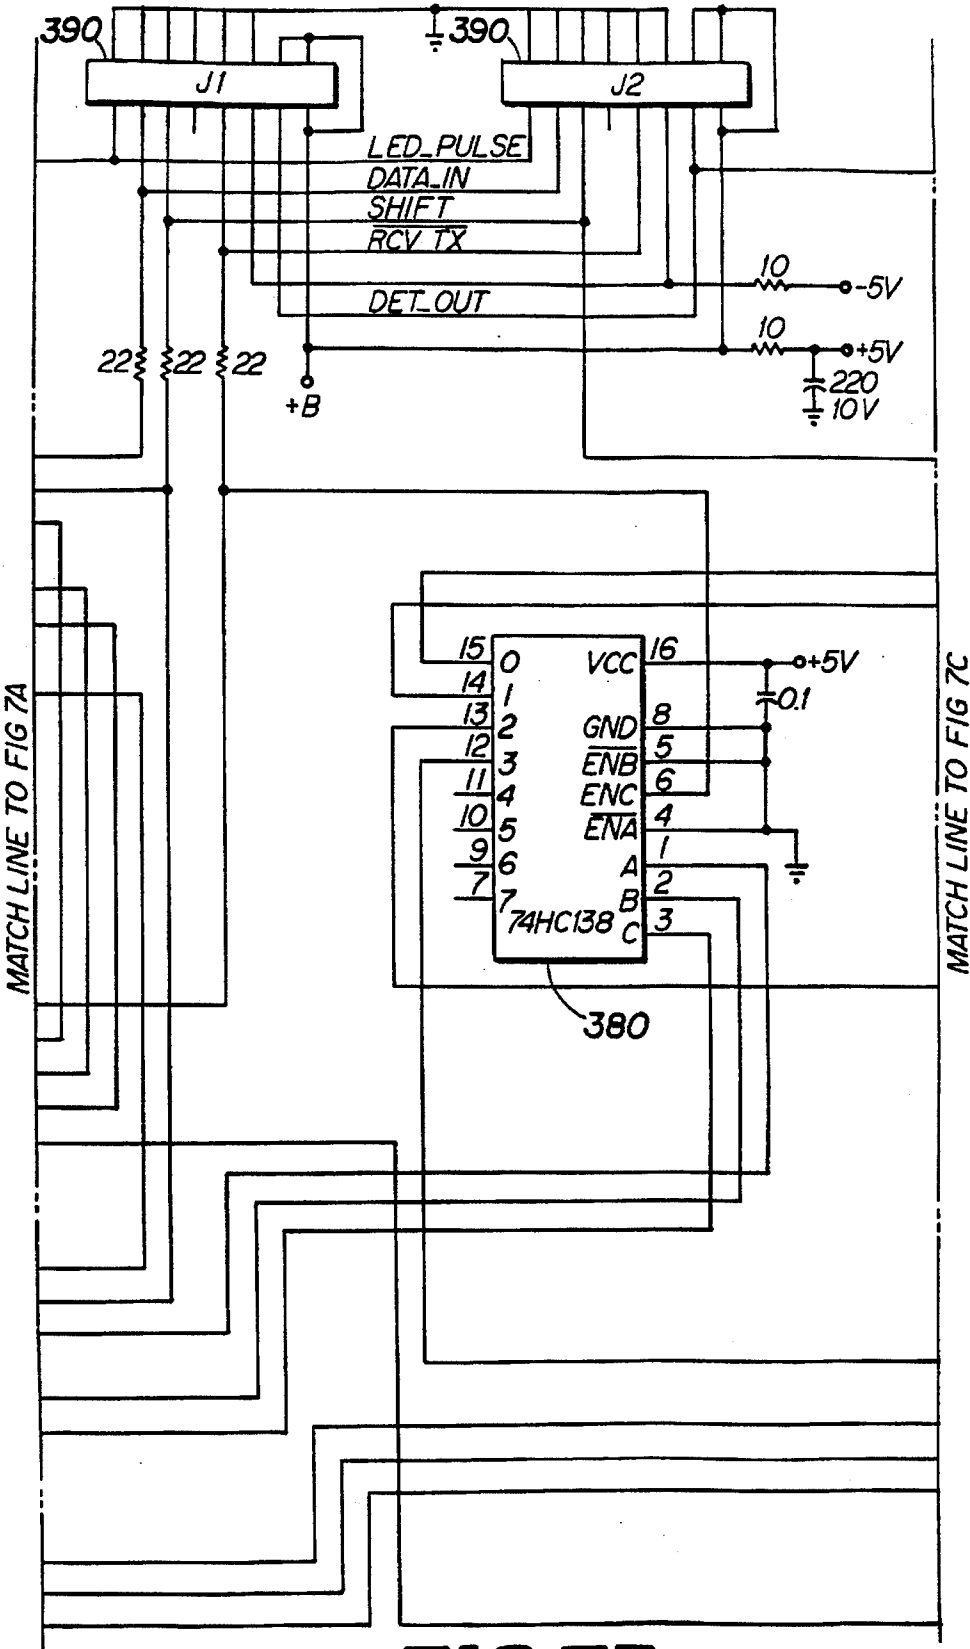 390
J1
390
J2
LED_PULSE
DATA_IN
SHIFT
RCV_TX
10
-5V
DET_OUT
10
+5V
22
22
22
220
10V
+B
15
0
VCC
16
+5V
14
1
0.1
13
2
GND
8
12
3
ENB
5
11
4
ENC
6
10
5
ENA
4
9
6
A
1
7
7
B
2
74HC138
C
3
380
MATCH LINE TO FIG 7A
MATCH LINE TO FIG 7C